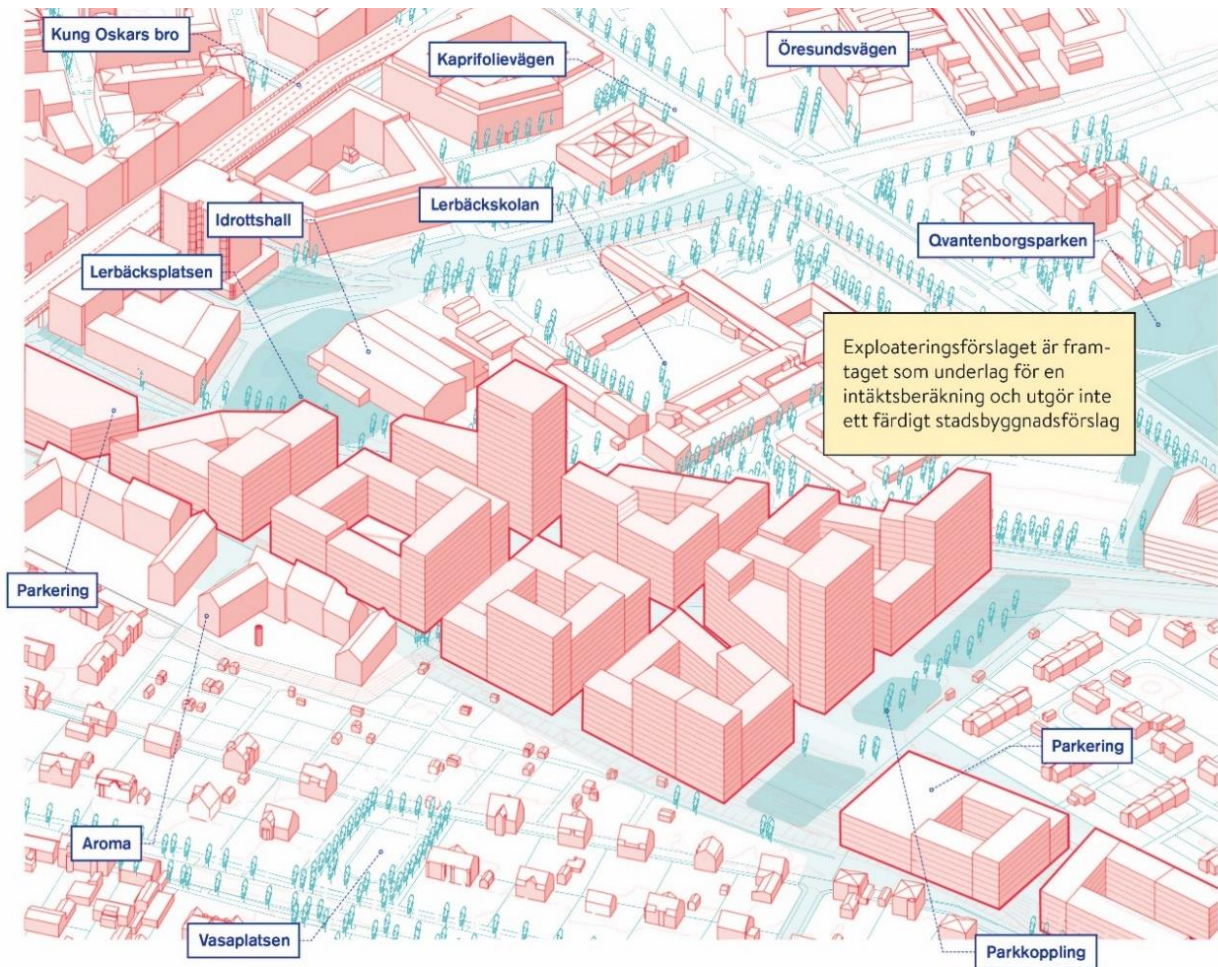 Kung Oskars bro
Kaprifolievägen
Öresundsvägen
Idrottshall
Lerbäckskolan
Qvantenborgsparken
Lerbäcksplatsen
Exploateringsförslaget är fram-
taget som underlag för en
intäktsberäkning och utgör inte
ett färdigt stadsbyggnadsförslag
Parkering
Parkering
Aroma
Vasaplatsen
Parkkoppling